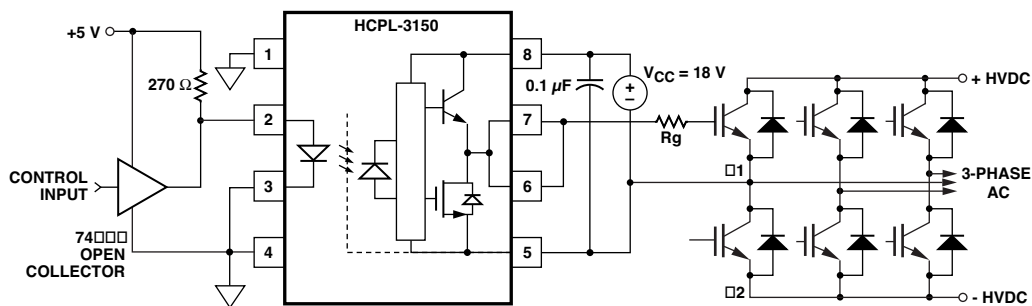 HCPL-3150
+5 V
1
8
270 Ω
0.1 µF
VCC = 18 V
+
−
+ HVDC
2
7
Rg
CONTROL
INPUT
3
6
□1
3-PHASE
AC
74□□□
OPEN
COLLECTOR
4
5
□2
- HVDC